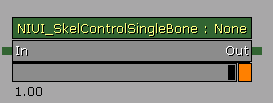 NIUI_SkelControlSingleBone : None
In Out
1.00